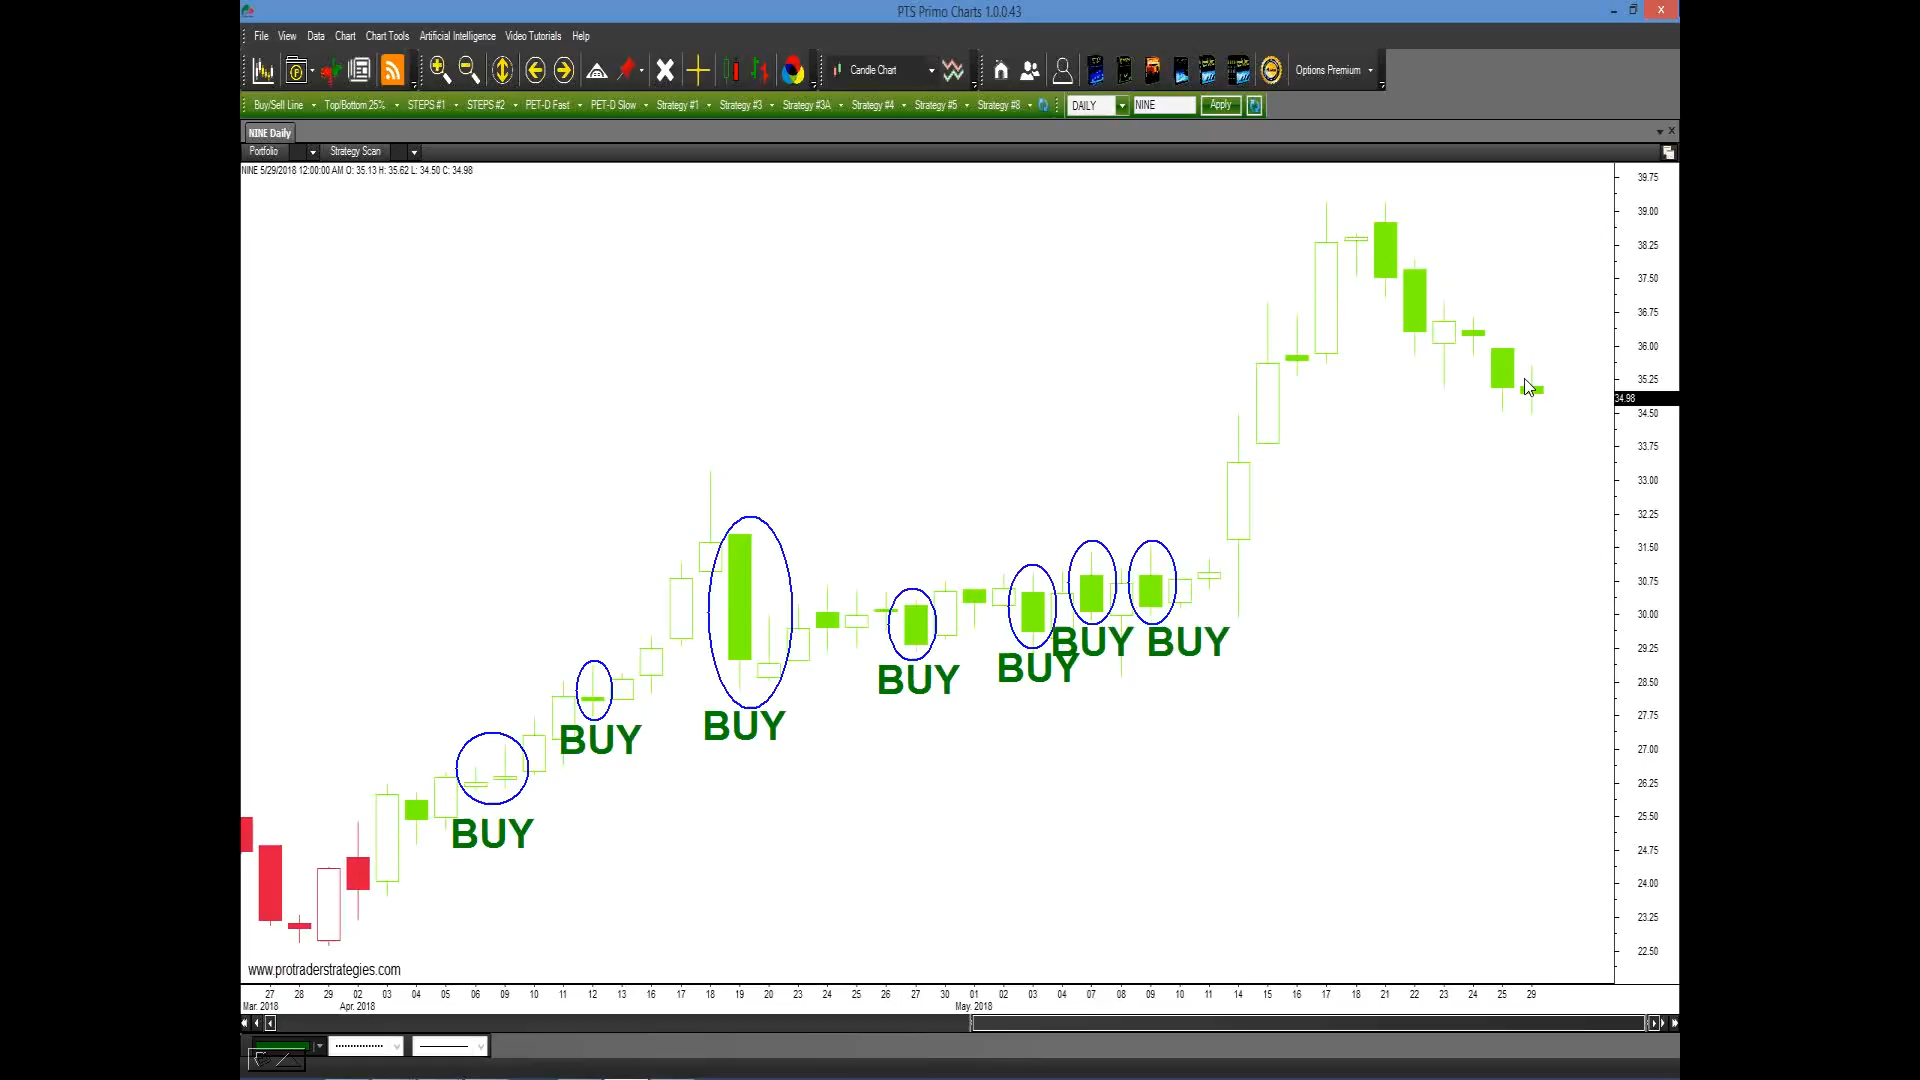 PTS Primo Charts 1.0.0.43
File View Data Chart Chart Tools Artificial Intelligence Video Tutorials Help
Candle Chart Options Premium
Buy/Sell Line Top/Bottom 25% STEPS #1 STEPS #2 PET-D Fast PET-D Slow Strategy #1 Strategy #3 Strategy #3A Strategy #4 Strategy #5 Strategy #8 DAILY NINE Apply
NINE Daily
Portfolio Strategy Scan
NINE 5/29/2018 12:00:00 AM O: 35.13 H: 35.62 L: 34.50 C: 34.98
39.75
39.00
38.25
37.50
36.75
36.00
35.25
34.98
34.50
33.75
33.00
32.25
31.50
30.75
30.00
29.25
28.50
27.75
27.00
26.25
25.50
24.75
24.00
23.25
22.50
BUY BUY
BUY
BUY
BUY
BUY
BUY
www.protraderstrategies.com
27 28 29 02 03 04 05 06 09 10 11 12 13 16 17 18 19 20 23 24 25 26 27 30 01 02 03 04 07 08 09 10 11 14 15 16 17 18 21 22 23 24 25 29
Mar. 2018 Apr. 2018 May. 2018